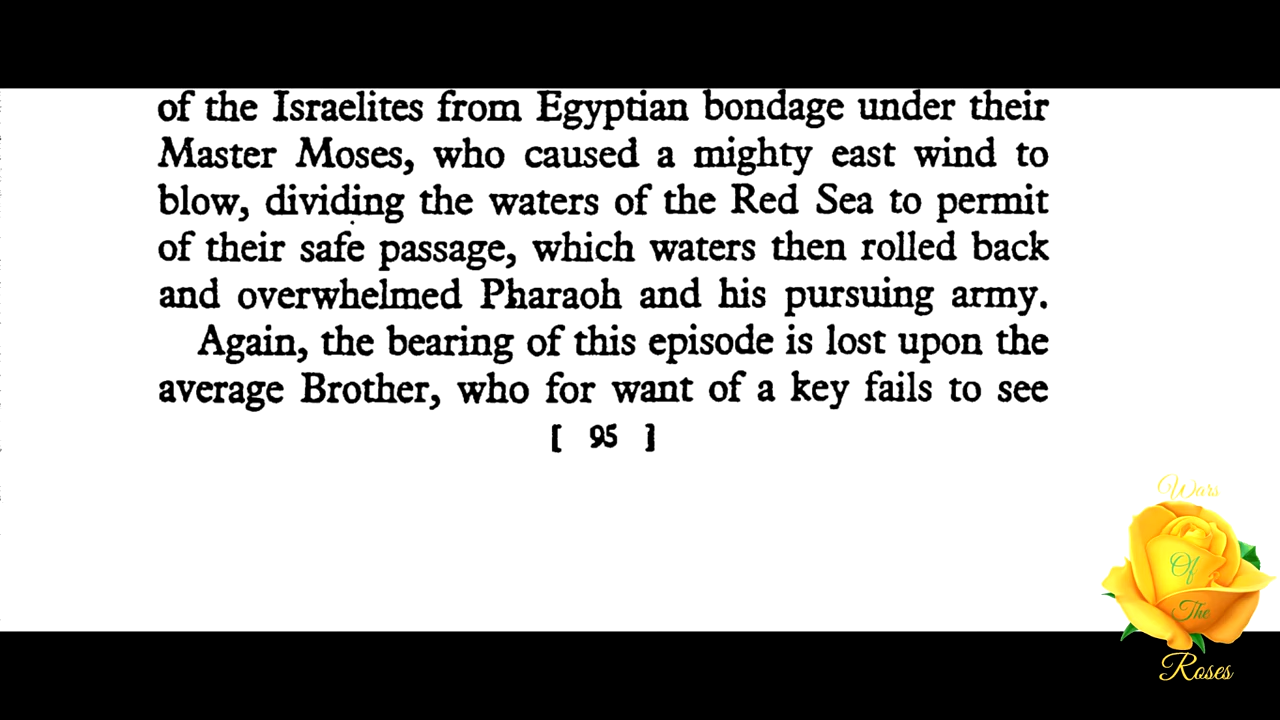 of the Israelites from Egyptian bondage under their
Master Moses, who caused a mighty east wind to
blow, dividing the waters of the Red Sea to permit
of their safe passage, which waters then rolled back
and overwhelmed Pharaoh and his pursuing army.
Again, the bearing of this episode is lost upon the
average Brother, who for want of a key fails to see
[ 95 ]
Wars
Of
The
Roses